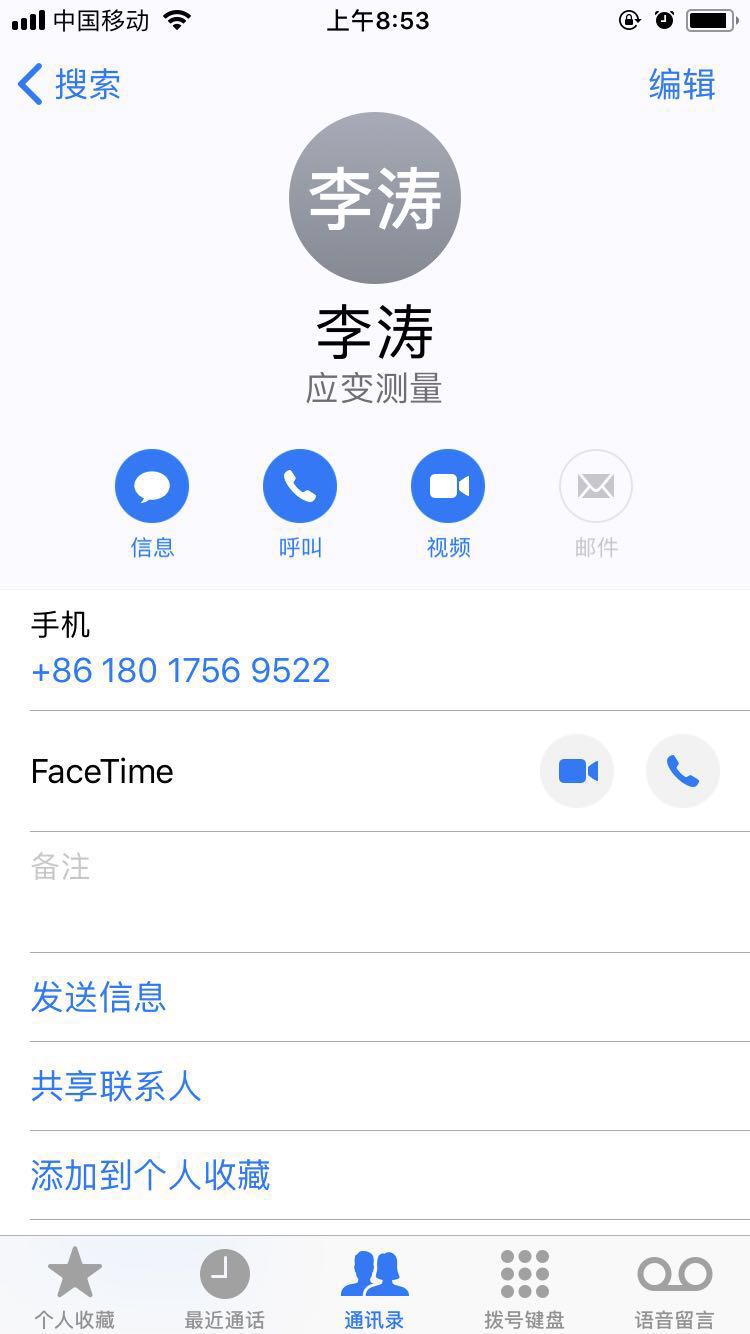 中国移动 上午8:53
搜索 编辑
李涛
李涛
应变测量
信息 呼叫 视频 邮件
手机
+86 180 1756 9522
FaceTime
备注
发送信息
共享联系人
添加到个人收藏
个人收藏 最近通话 通讯录 拨号键盘 语音留言